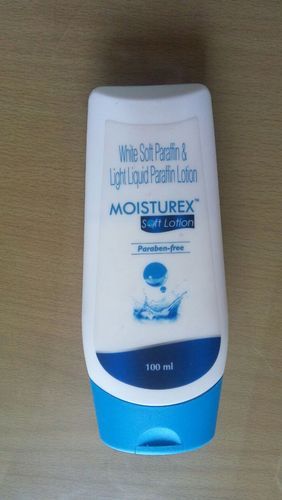 White Soft Paraffin &
Light Liquid Paraffin Lotion
MOISTUREX™
Soft Lotion
Paraben-free
100 ml